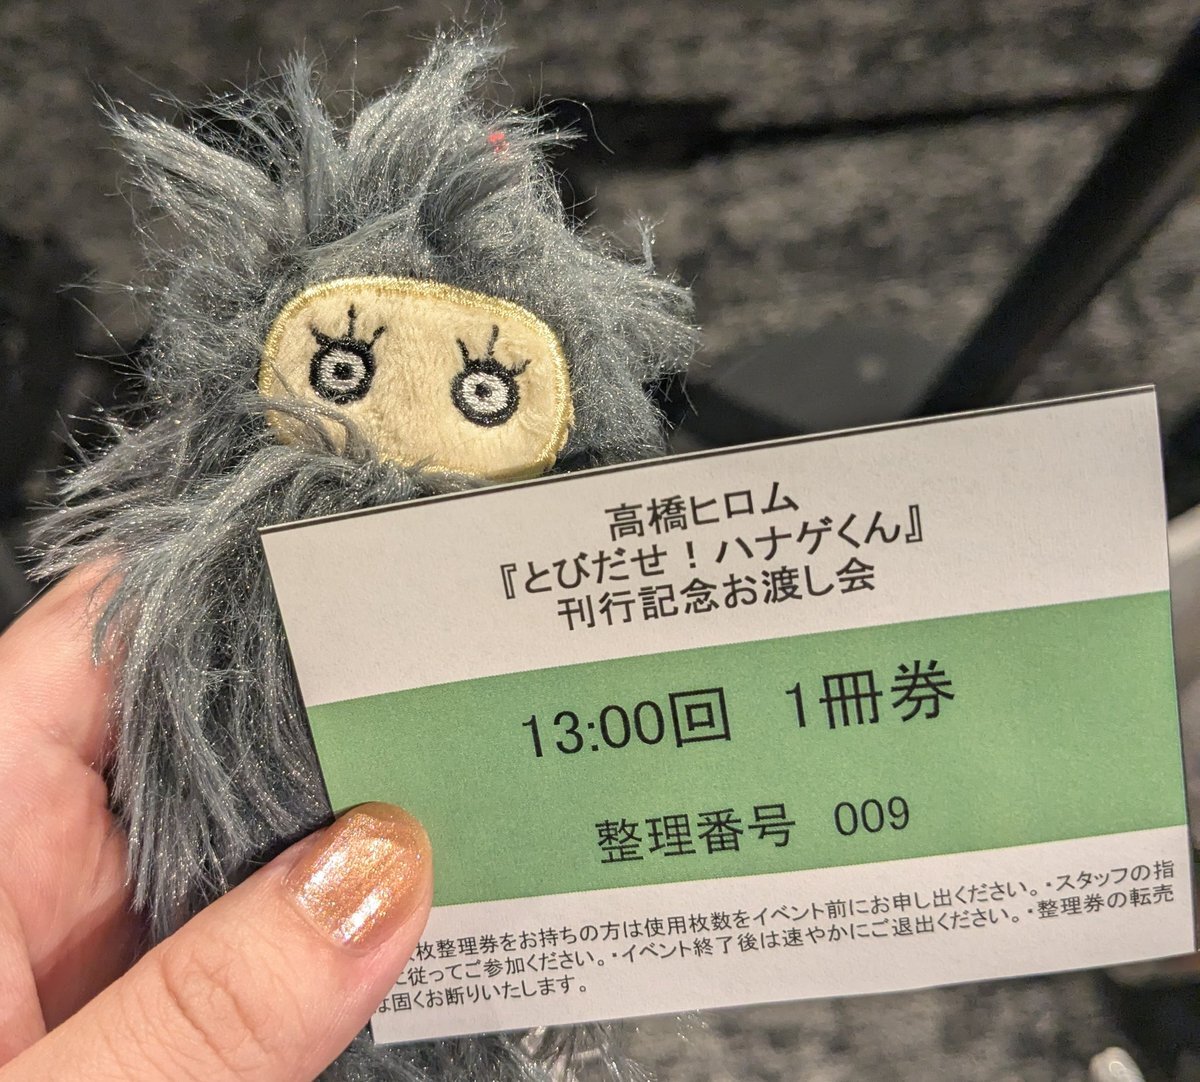 高橋ヒロム
『とびだせ！ハナゲくん』
刊行記念お渡し会
13:00回 1冊券
整理番号 009
枚整理券をお持ちの方は使用枚数をイベント前にお申し出ください。・スタッフの指
に従ってご参加ください。・イベント終了後は速やかにご退出ください。・整理券の転売
は固くお断りいたします。